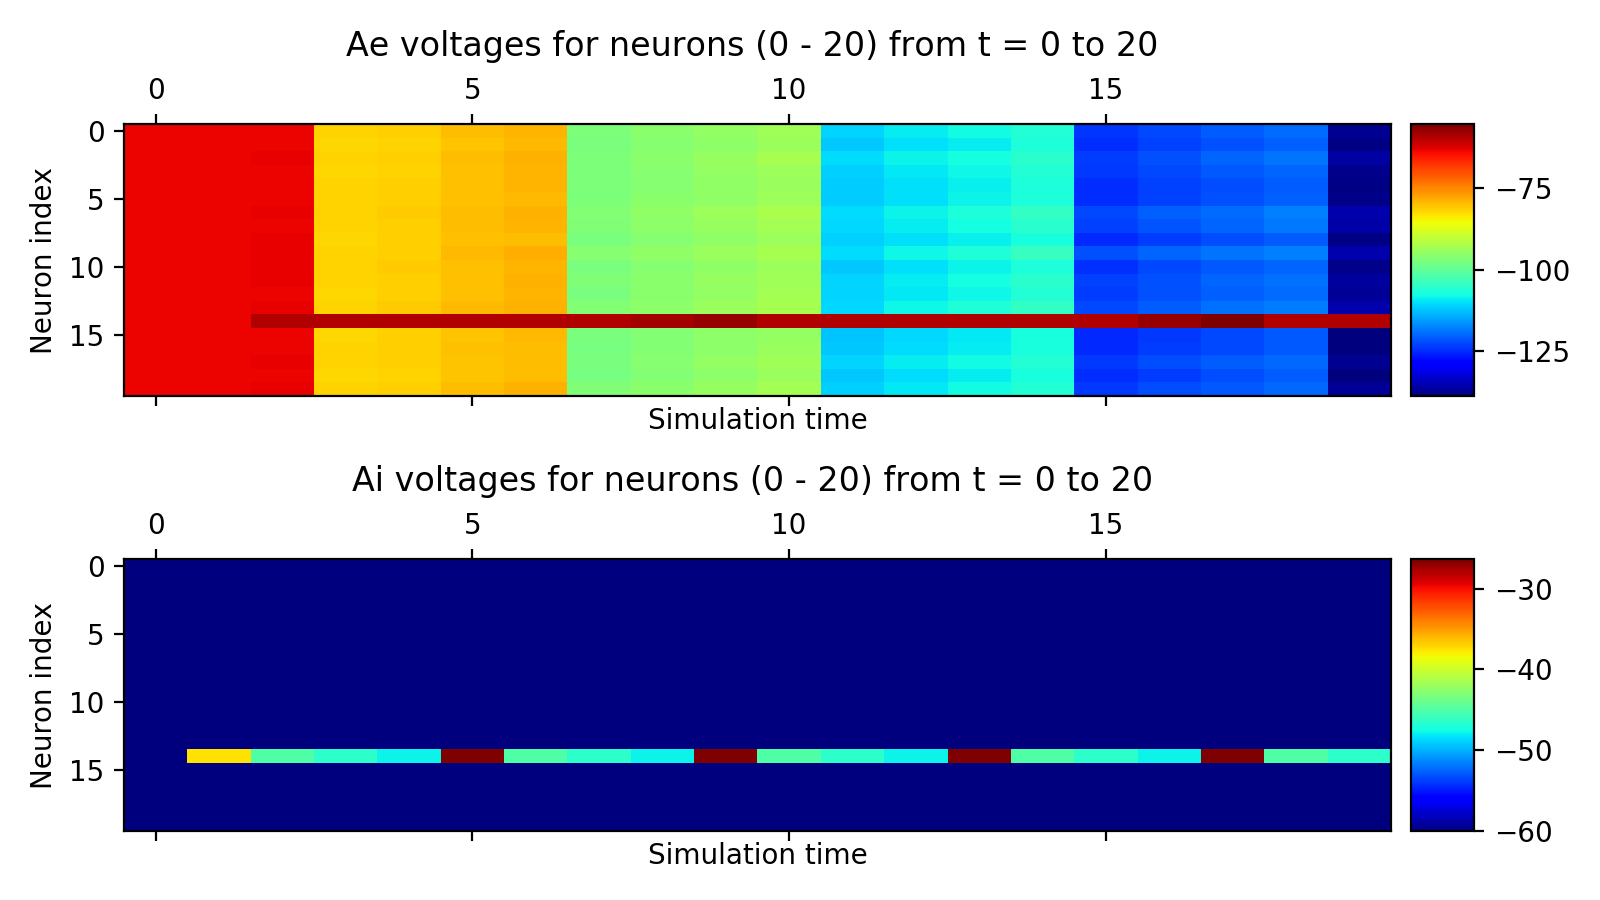 Ae voltages for neurons (0 - 20) from t = 0 to 20
0 5 10 15
0
5
10
15
Neuron index
Simulation time
−75
−100
−125
Ai voltages for neurons (0 - 20) from t = 0 to 20
0 5 10 15
0
5
10
15
Neuron index
Simulation time
−30
−40
−50
−60